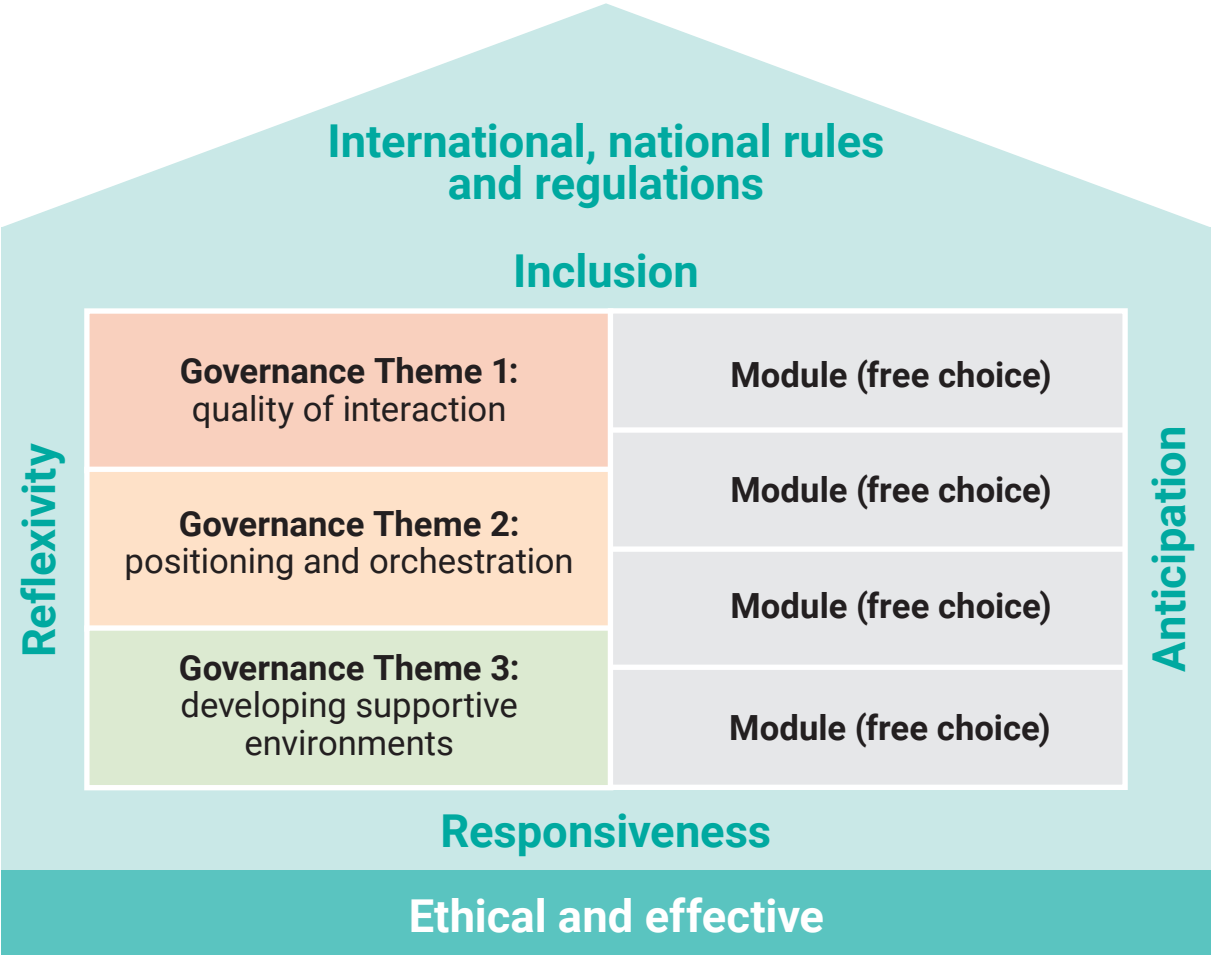 International, national rules
and regulations
Inclusion
Reflexivity
Governance Theme 1:
quality of interaction
Governance Theme 2:
positioning and orchestration
Governance Theme 3:
developing supportive
environments
Module (free choice)
Module (free choice)
Module (free choice)
Module (free choice)
Anticipation
Responsiveness
Ethical and effective